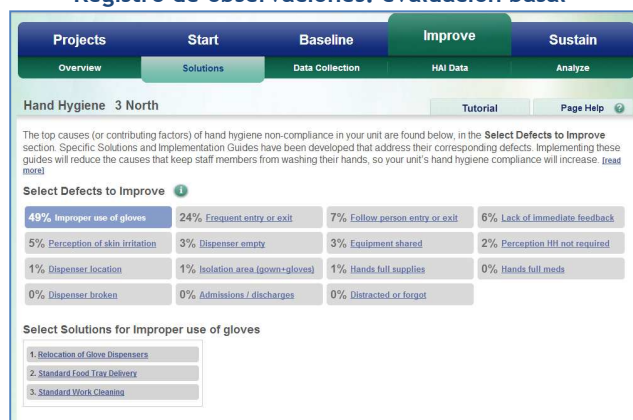 Registro de observaciones: evaluación basal
Projects Start Baseline Improve Sustain
Overview Solutions Data Collection HAI Data Analyze
Hand Hygiene 3 North
Tutorial Page Help ?
The top causes (or contributing factors) of hand hygiene non-compliance in your unit are found below, in the Select Defects to Improve
section. Specific Solutions and Implementation Guides have been developed that address their corresponding defects. Implementing these
guides will reduce the causes that keep staff members from washing their hands, so your unit's hand hygiene compliance will increase. [read
more]
Select Defects to Improve i
49% Improper use of gloves 24% Frequent entry or exit 7% Follow person entry or exit 6% Lack of immediate feedback
5% Perception of skin irritation 3% Dispenser empty 3% Equipment shared 2% Perception HH not required
1% Dispenser location 1% Isolation area (gown+gloves) 1% Hands full supplies 0% Hands full meds
0% Dispenser broken 0% Admissions / discharges 0% Distracted or forgot
Select Solutions for Improper use of gloves
1. Relocation of Glove Dispensers
2. Standard Food Tray Delivery
3. Standard Work Cleaning